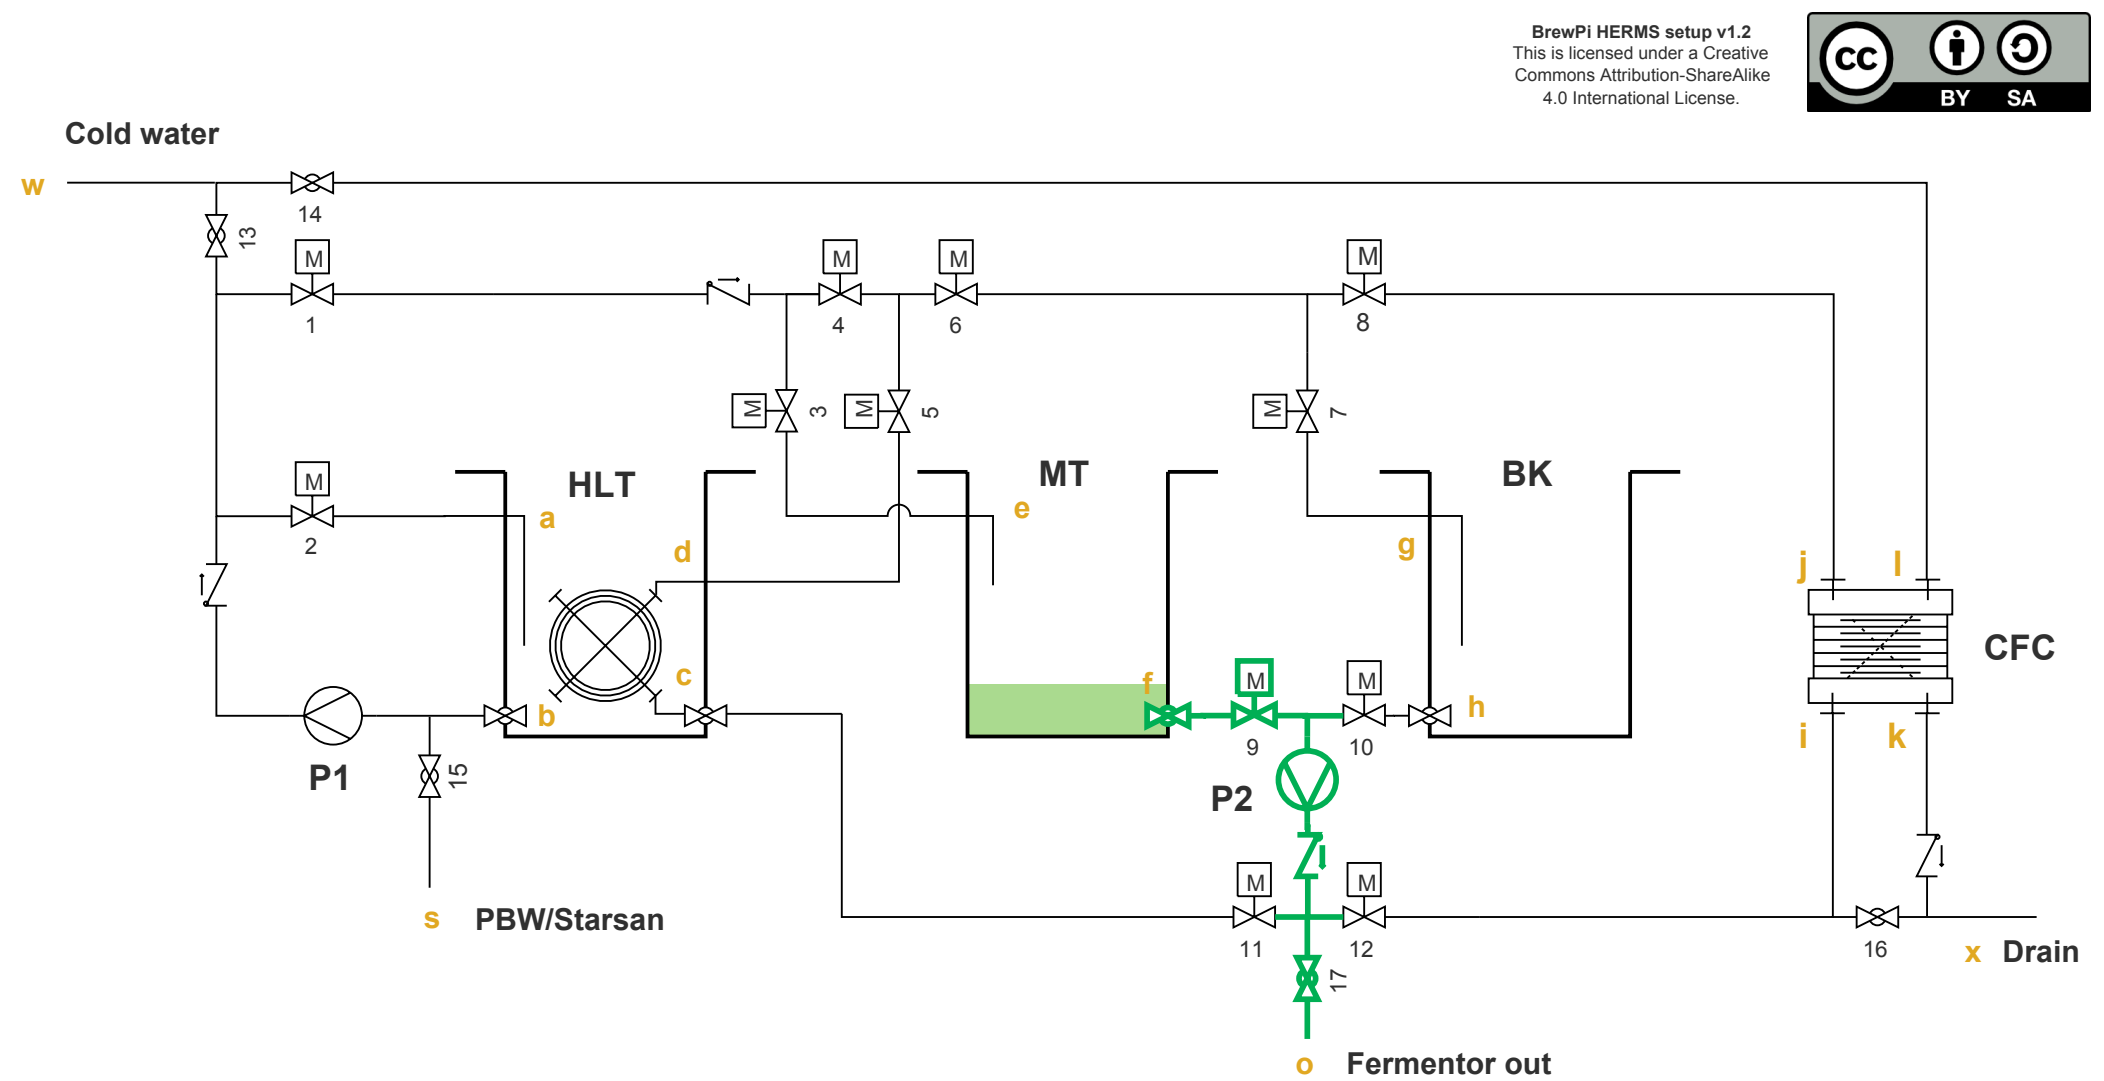 BrewPi HERMS setup v1.2
This is licensed under a Creative
Commons Attribution-ShareAlike
4.0 International License.
cc
BY SA
Cold water
w
14
13
M
M
M
M
1
4
6
8
M
M
M
3
5
7
M
HLT
MT
BK
a
e
2
d
g
j
l
c
f
M
M
CFC
b
h
9
10
i
k
P1
15
P2
M
M
s
PBW/Starsan
11
12
16
17
x
Drain
o
Fermentor out